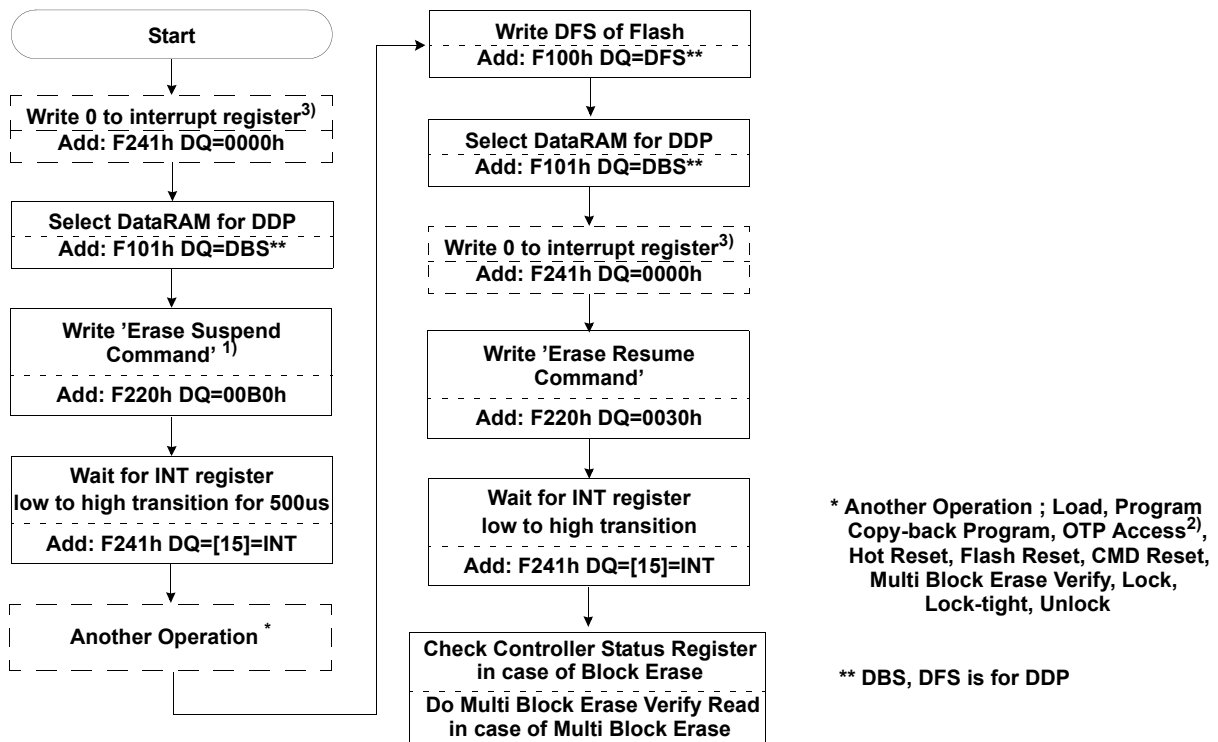 Start
Write 0 to interrupt register3)
Add: F241h DQ=0000h
Select DataRAM for DDP
Add: F101h DQ=DBS**
Write ’Erase Suspend
Command’ 1)
Add: F220h DQ=00B0h
Wait for INT register
low to high transition for 500us
Add: F241h DQ=[15]=INT
Another Operation *
Write DFS of Flash
Add: F100h DQ=DFS**
Select DataRAM for DDP
Add: F101h DQ=DBS**
Write 0 to interrupt register3)
Add: F241h DQ=0000h
Write ’Erase Resume
Command’
Add: F220h DQ=0030h
Wait for INT register
low to high transition
Add: F241h DQ=[15]=INT
Check Controller Status Register
in case of Block Erase
Do Multi Block Erase Verify Read
in case of Multi Block Erase
* Another Operation ; Load, Program
Copy-back Program, OTP Access2),
Hot Reset, Flash Reset, CMD Reset,
Multi Block Erase Verify, Lock,
Lock-tight, Unlock
** DBS, DFS is for DDP